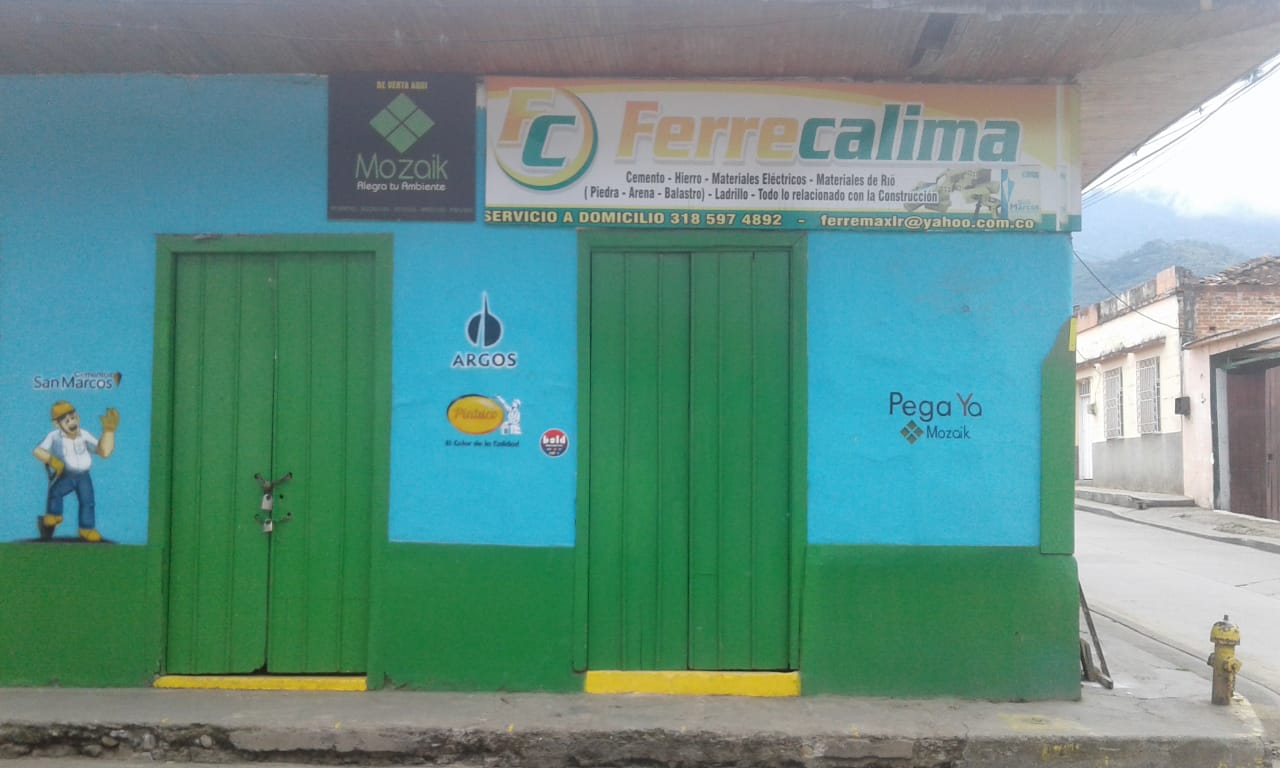 DE VENTA AQUI
Mozaik
Alegra tu Ambiente
FC
Ferrecalima
Cemento - Hierro - Materiales Eléctricos - Materiales de Río
( Piedra - Arena - Balastro) - Ladrillo - Todo lo relacionado con la Construcción
SERVICIO A DOMICILIO 318 597 4892 - ferremaxlr@yahoo.com.co
Cementos
San Marcos
ARGOS
Pintuco
El Color de la Calidad
bold
Pega Ya
Mozaik